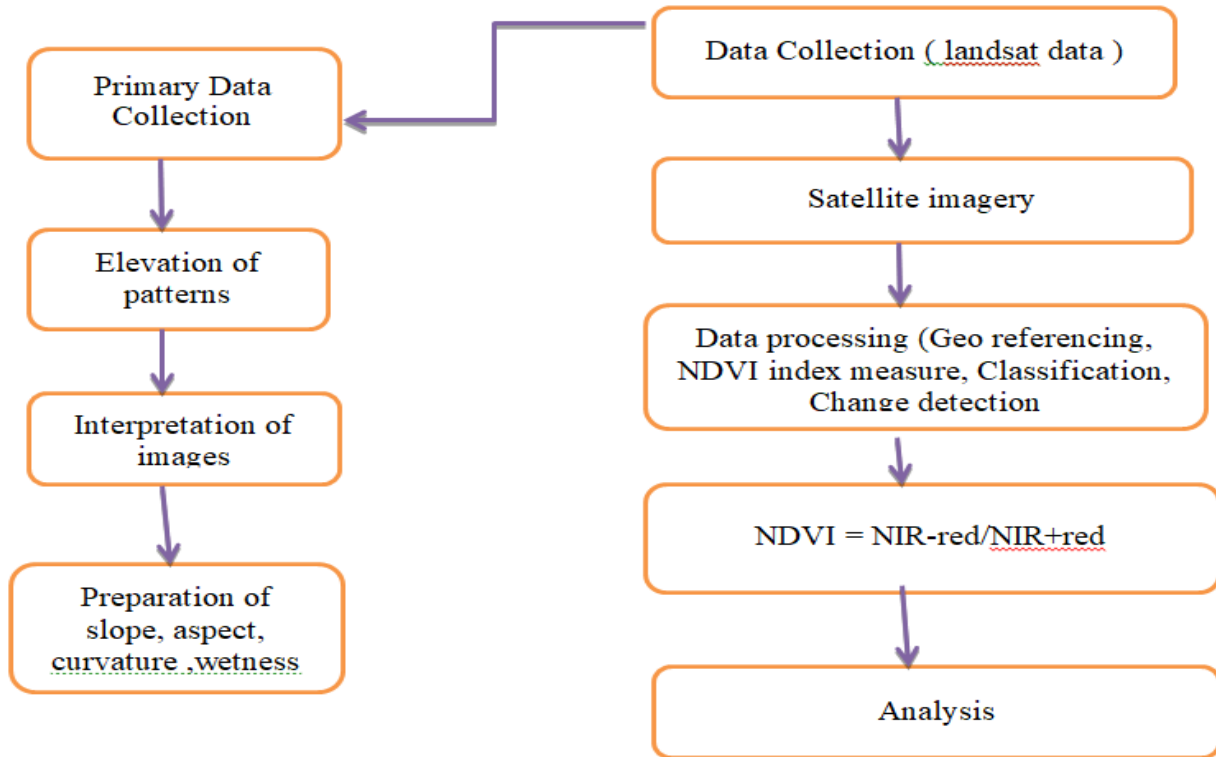 Data Collection ( landsat data )
Primary Data
Collection
Elevation of
patterns
Interpretation of
images
Preparation of
slope, aspect,
curvature ,wetness
Satellite imagery
Data processing (Geo referencing,
NDVI index measure, Classification,
Change detection
NDVI = NIR-red/NIR+red
Analysis